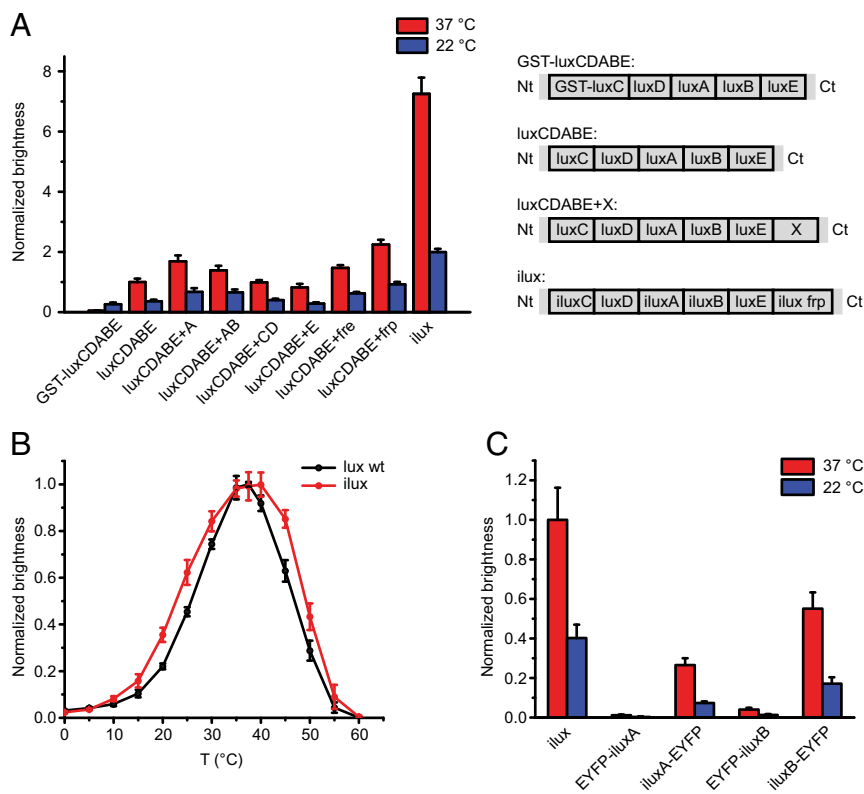 A
37 °C
22 °C
Normalized brightness
8
6
4
2
0
GST-luxCDABE
luxCDABE
luxCDABE+A
luxCDABE+AB
luxCDABE+CD
luxCDABE+E
luxCDABE+fre
luxCDABE+frp
ilux
GST-luxCDABE:
Nt GST-luxC luxD luxA luxB luxE Ct
luxCDABE:
Nt luxC luxD luxA luxB luxE Ct
luxCDABE+X:
Nt luxC luxD luxA luxB luxE X Ct
ilux:
Nt iluxC luxD iluxA iluxB luxE ilux frp Ct
B
lux wt
ilux
Normalized brightness
1.0
0.8
0.6
0.4
0.2
0.0
0 10 20 30 40 50 60
T (°C)
C
37 °C
22 °C
Normalized brightness
1.2
1.0
0.8
0.6
0.4
0.2
0.0
ilux
EYFP-iluxA
iluxA-EYFP
EYFP-iluxB
iluxB-EYFP